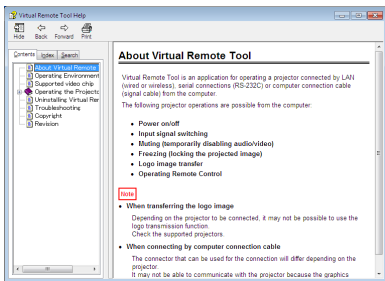 Virtual Remote Tool Help
Hide Back Forward Print
Contents Index Search
About Virtual Remote
Operating Environment
Supported video chip
Operating the Projecto
Uninstalling Virtual Rer
Troubleshooting
Copyright
Revision
About Virtual Remote Tool
Virtual Remote Tool is an application for operating a projector connected by LAN
(wired or wireless), serial connections (RS-232C) or computer connection cable
(signal cable) from the computer.
The following projector operations are possible from the computer:
• Power on/off
• Input signal switching
• Muting (temporarily disabling audio/video)
• Freezing (locking the projected image)
• Logo image transfer
• Operating Remote Control
Note
• When transferring the logo image
Depending on the projector to be connected, it may not be possible to use the
logo transmission function.
Check the supported projectors.
• When connecting by computer connection cable
The connector that can be used for the connection will differ depending on the
projector.
It may not be able to communicate with the projector because the graphics